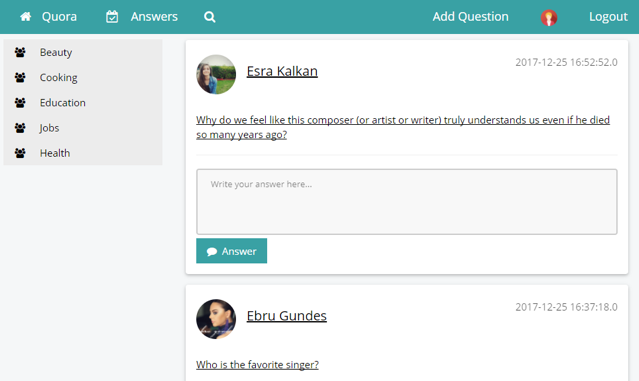 Quora Answers Add Question Logout
Beauty
Cooking
Education
Jobs
Health
Esra Kalkan 2017-12-25 16:52:52.0
Why do we feel like this composer (or artist or writer) truly understands us even if he died
so many years ago?
Write your answer here...
Answer
Ebru Gundes 2017-12-25 16:37:18.0
Who is the favorite singer?